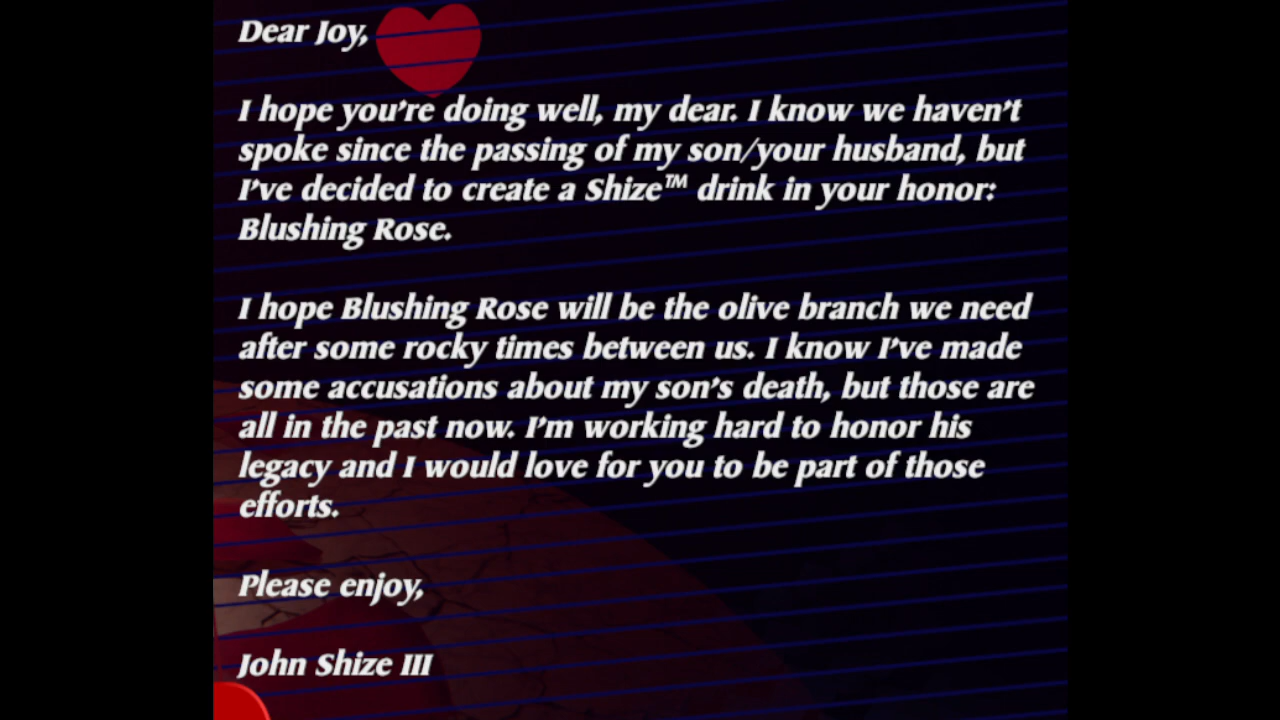 Dear Joy,
I hope you're doing well, my dear. I know we haven't
spoke since the passing of my son/your husband, but
I've decided to create a Shize™ drink in your honor:
Blushing Rose.
I hope Blushing Rose will be the olive branch we need
after some rocky times between us. I know I've made
some accusations about my son's death, but those are
all in the past now. I'm working hard to honor his
legacy and I would love for you to be part of those
efforts.
Please enjoy,
John Shize III